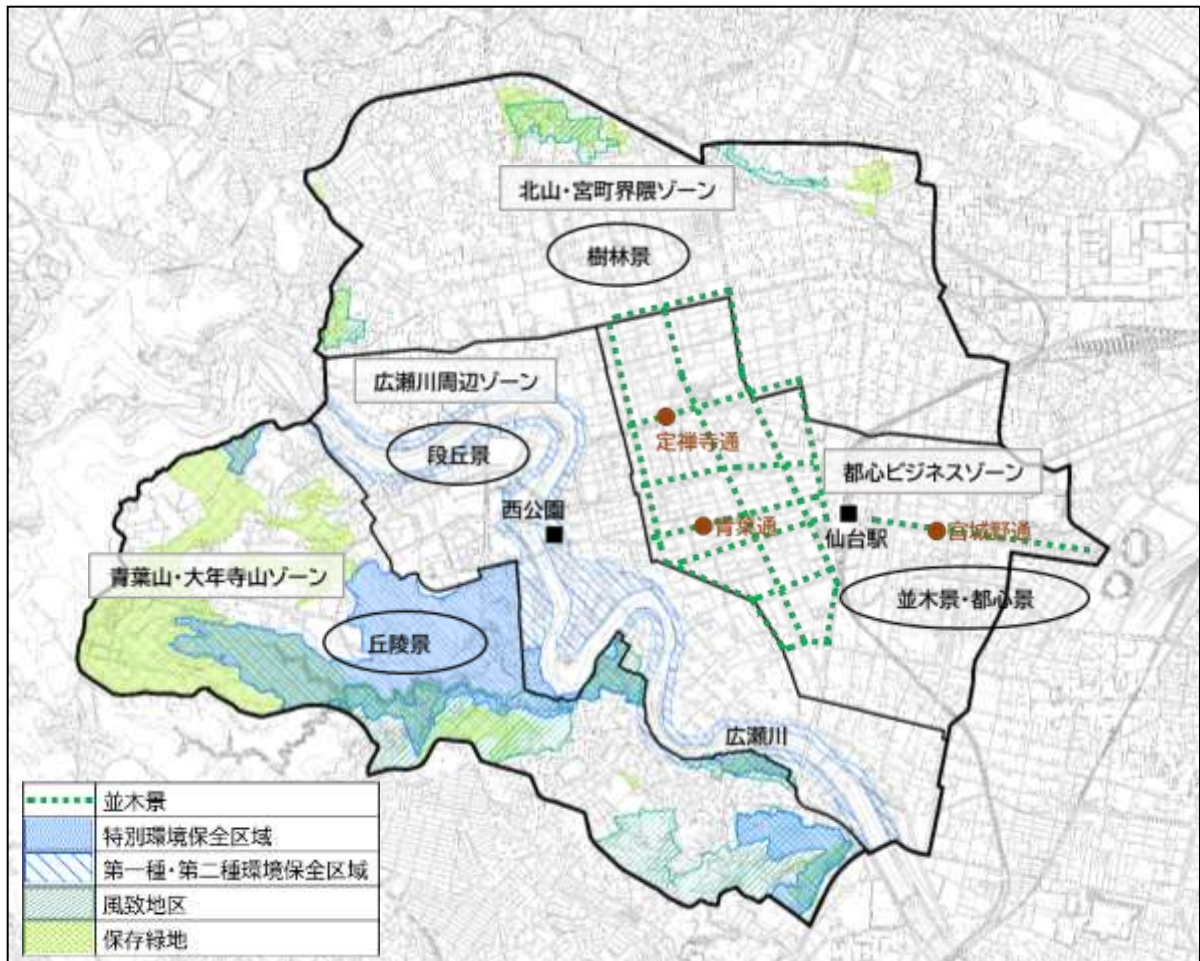 北山・宮町界隈ゾーン
樹林景
広瀬川周辺ゾーン
段丘景
定禅寺通
都心ビジネスゾーン
西公園
青葉通
仙台駅
宮城野通
青葉山・大年寺山ゾーン
並木景・都心景
丘陵景
広瀬川
並木景
特別環境保全区域
第一種・第二種環境保全区域
風致地区
保存緑地